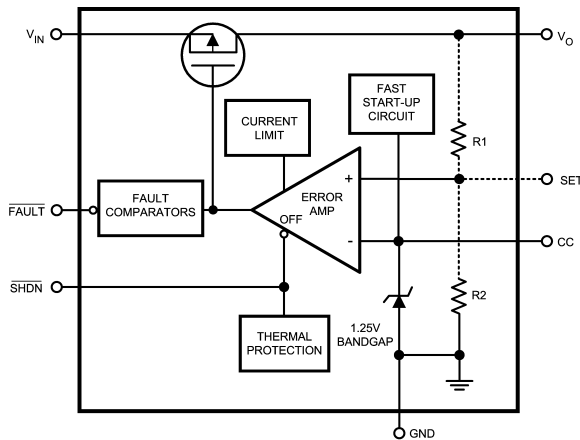 VIN
VO
FAST
START-UP
CIRCUIT
CURRENT
LIMIT
R1
+
SET
ERROR
AMP
FAULT
FAULT
COMPARATORS
OFF
-
CC
SHDN
R2
1.25V
BANDGAP
THERMAL
PROTECTION
GND